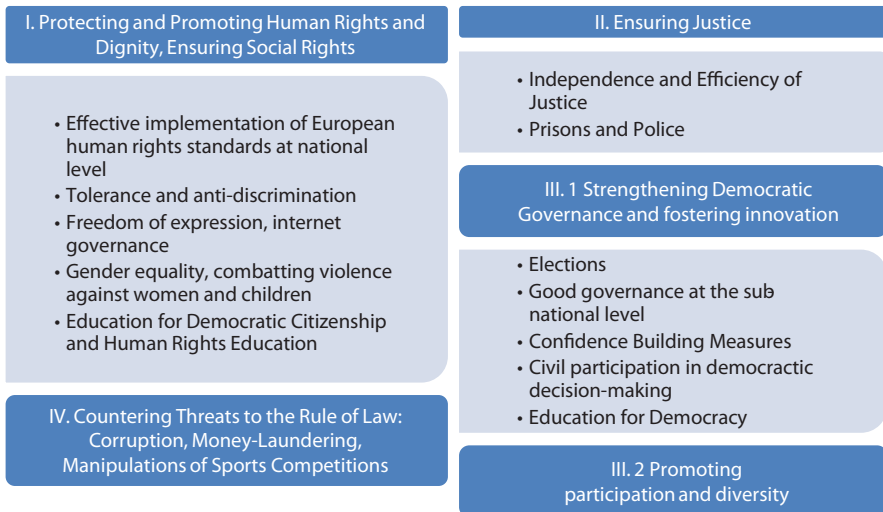 I. Protecting and Promoting Human Rights and
Dignity, Ensuring Social Rights
• Effective implementation of European
human rights standards at national
level
• Tolerance and anti-discrimination
• Freedom of expression, internet
governance
• Gender equality, combatting violence
against women and children
• Education for Democratic Citizenship
and Human Rights Education
IV. Countering Threats to the Rule of Law:
Corruption, Money-Laundering,
Manipulations of Sports Competitions
II. Ensuring Justice
• Independence and Efficiency of
Justice
• Prisons and Police
III. 1 Strengthening Democratic
Governance and fostering innovation
• Elections
• Good governance at the sub
national level
• Confidence Building Measures
• Civil participation in democractic
decision-making
• Education for Democracy
III. 2 Promoting
participation and diversity